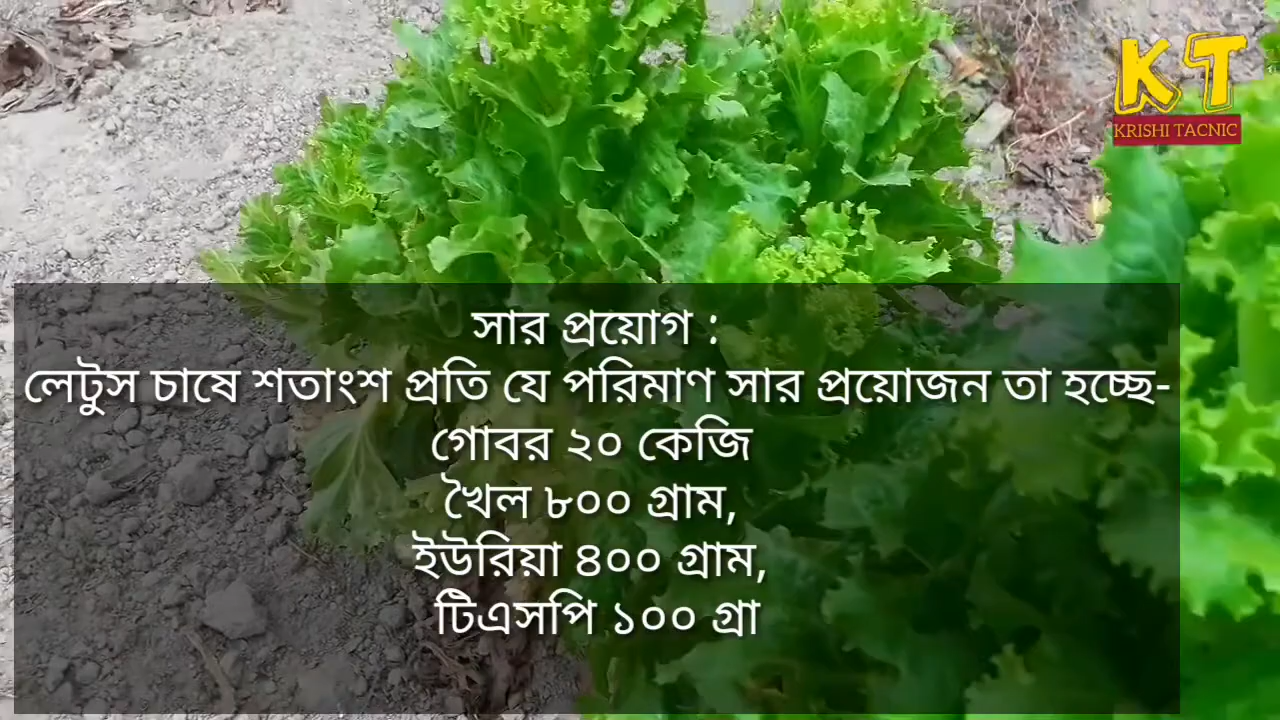 KT
KRISHI TACNIC
সার প্রয়োগ :
লেটুস চাষে শতাংশ প্রতি যে পরিমাণ সার প্রয়োজন তা হচ্ছে-
গোবর ২০ কেজি
খৈল ৮০০ গ্রাম,
ইউরিয়া ৪০০ গ্রাম,
টিএসপি ১০০ গ্রা